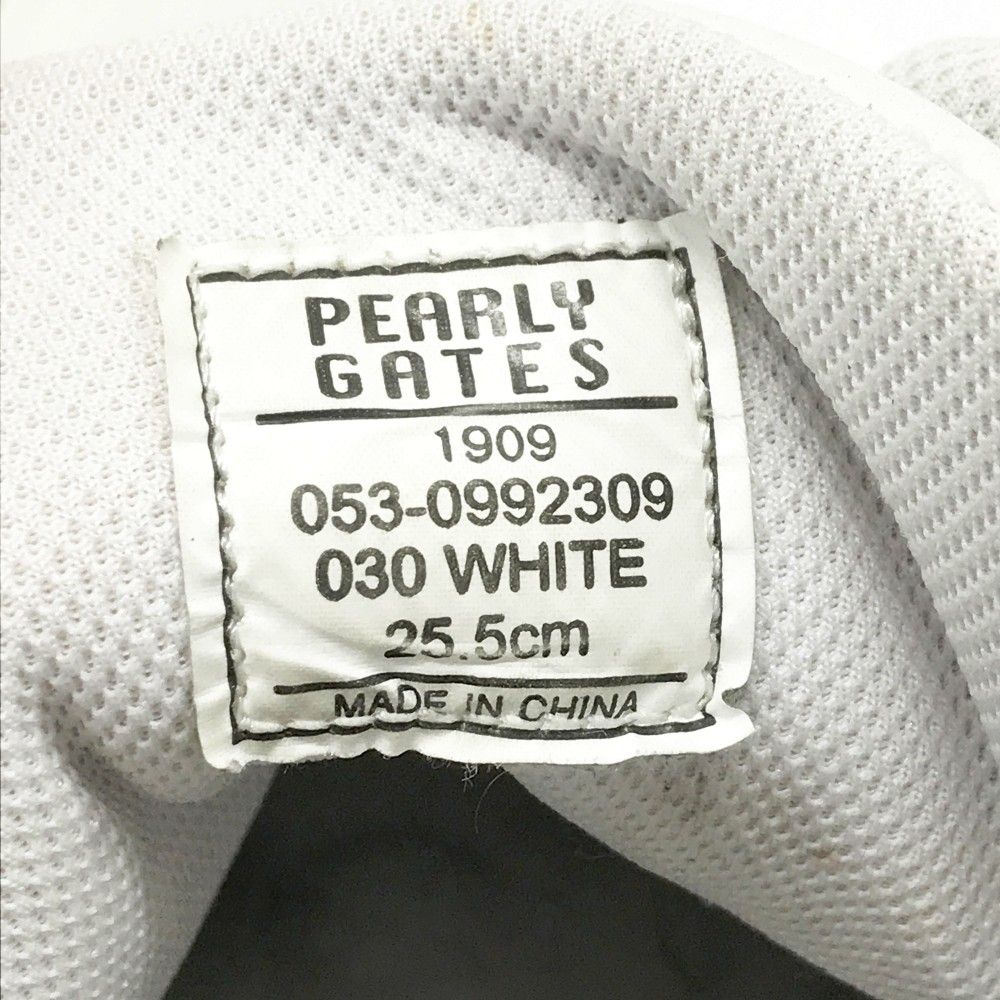 PEARLY
GATES
1909
053-0992309
030 WHITE
25.5cm
MADE IN CHINA